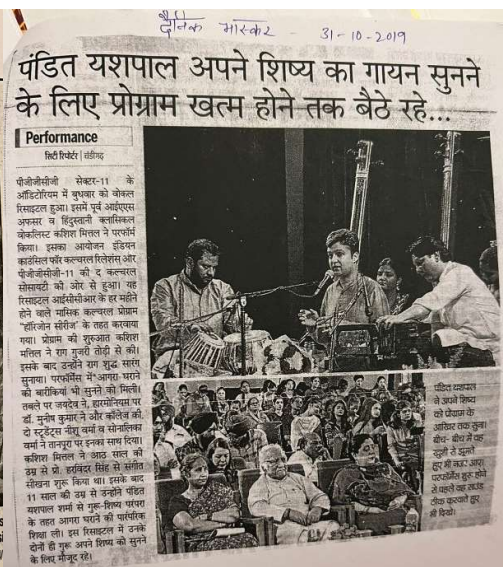 दैनिक भास्कर - 31-10-2019
पंडित यशपाल अपने शिष्य का गायन सुनने
के लिए प्रोग्राम खत्म होने तक बैठे रहे...
Performance
सिटी रिपोर्टर | चंडीगढ़
पीजीजीसीजी सेक्टर-11 के
ऑडिटोरियम में बुधवार को वोकल
रिसाइटल हुआ। इसमें पूर्व आईएएस
अफसर व हिंदुस्तानी क्लासिकल
वोकलिस्ट कशिश मित्तल ने परफॉर्म
किया। इसका आयोजन इंडियन
काउंसिल फॉर कल्चरल रिलेशंस और
पीजीजीसीजी-11 की द कल्चरल
सोसायटी की ओर से हुआ। यह
रिसाइटल आईसीसीआर के हर महीने
होने वाले मासिक कल्चरल प्रोग्राम
"हॉरिजोन सीरीज" के तहत करवाया
गया। प्रोग्राम की शुरुआत कशिश
मित्तल ने राग गुजरी तोड़ी से की।
इसके बाद उन्होंने राग शुद्ध सारंग
सुनाया। परफॉर्मेंस में आगरा घराने
की बारीकियां भी सुनने को मिली।
तबले पर जयदेव ने, हारमोनियम पर
डॉ. मुनीष कुमार ने और कॉलेज की
दो स्टूडेंट्स नीशू वर्मा व सोनालिका
वर्मा ने तानपूरा पर इनका साथ दिया।
कशिश मित्तल ने आठ साल की
उम्र से प्रो. हरविंदर सिंह से संगीत
सीखना शुरू किया था। इसके बाद
11 साल की उम्र से उन्होंने पंडित
यशपाल शर्मा से गुरु-शिष्य परंपरा
के तहत आगरा घराने की पारंपरिक
शिक्षा ली। इस रिसाइटल में उनके
दोनों ही गुरु अपने शिष्य को सुनने
के लिए मौजूद रहे।
पंडित यशपाल
ने अपने शिष्य
को प्रोग्राम के
आखिर तक सुना।
बीच-बीच में वह
खुशी से झूमते
हुए भी नजर आए।
परफॉर्मेंस शुरू होने
से पहले वह साउंड
ठीक करवाते हुए
भी दिखे।